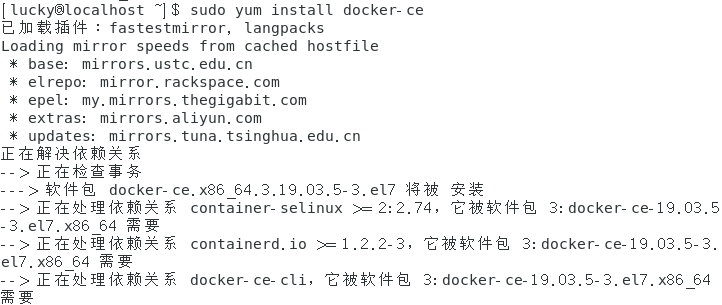 [lucky@localhost ~]$ sudo yum install docker-ce
已加载插件：fastestmirror, langpacks
Loading mirror speeds from cached hostfile
 * base: mirrors.ustc.edu.cn
 * elrepo: mirror.rackspace.com
 * epel: my.mirrors.thegigabit.com
 * extras: mirrors.aliyun.com
 * updates: mirrors.tuna.tsinghua.edu.cn
正在解决依赖关系
--> 正在检查事务
---> 软件包 docker-ce.x86_64.3.19.03.5-3.el7 将被 安装
--> 正在处理依赖关系 container-selinux >= 2:2.74，它被软件包 3:docker-ce-19.03.5
-3.el7.x86_64 需要
--> 正在处理依赖关系 containerd.io >= 1.2.2-3，它被软件包 3:docker-ce-19.03.5-3.
el7.x86_64 需要
--> 正在处理依赖关系 docker-ce-cli，它被软件包 3:docker-ce-19.03.5-3.el7.x86_64
需要